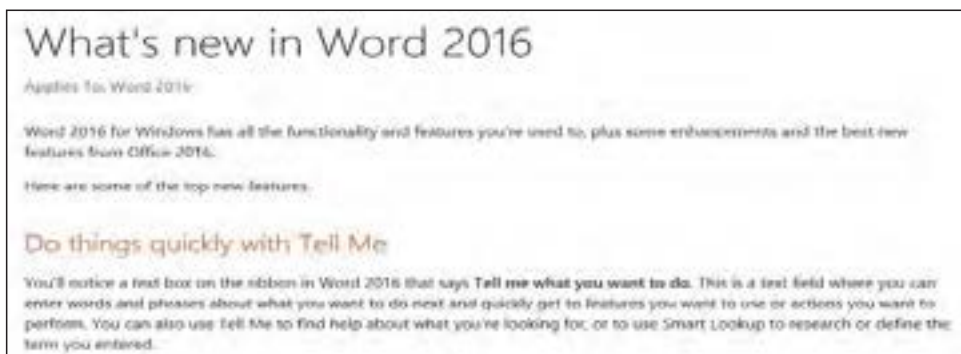 What's new in Word 2016
Applies To: Word 2016
Word 2016 for Windows has all the functionality and features you're used to, plus some enhancements and the best new
features from Office 2016.
Here are some of the top new features.
Do things quickly with Tell Me
You'll notice a text box on the ribbon in Word 2016 that says Tell me what you want to do. This is a text field where you can
enter words and phrases about what you want to do next and quickly get to features you want to use or actions you want to
perform. You can also use Tell Me to find help about what you're looking for, or to use Smart Lookup to research or define the
term you entered.